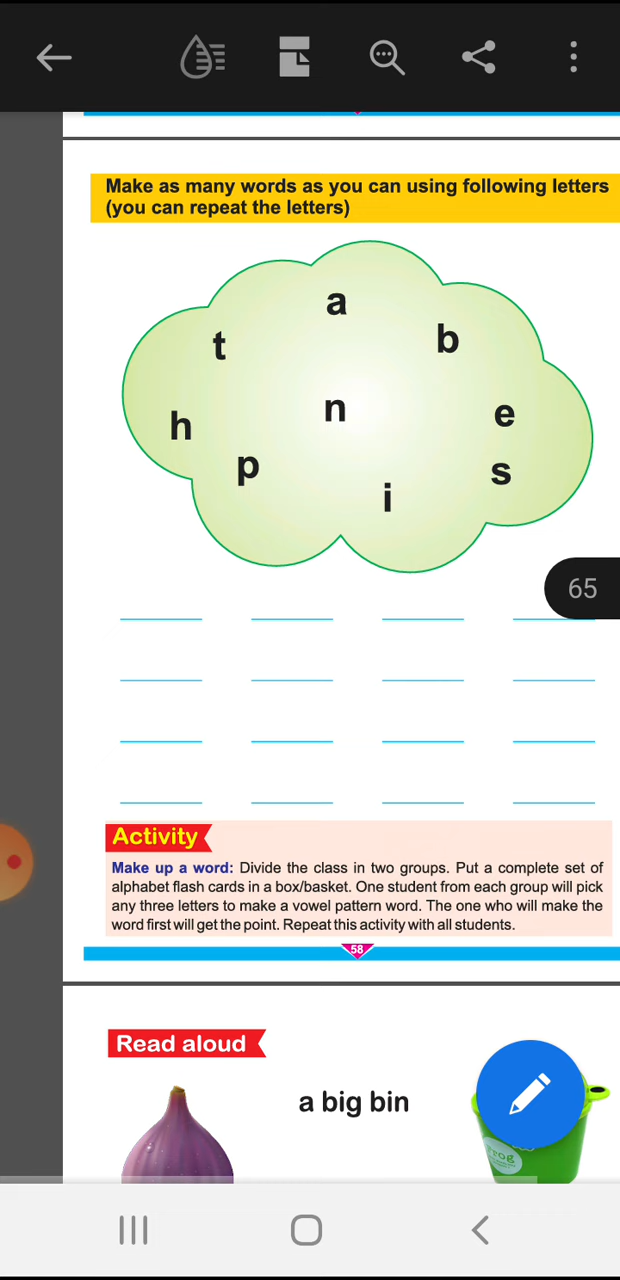 Make as many words as you can using following letters
(you can repeat the letters)
a
t
b
n
e
h
p
s
i
65
Activity
Make up a word: Divide the class in two groups. Put a complete set of
alphabet flash cards in a box/basket. One student from each group will pick
any three letters to make a vowel pattern word. The one who will make the
word first will get the point. Repeat this activity with all students.
58
Read aloud
a big bin